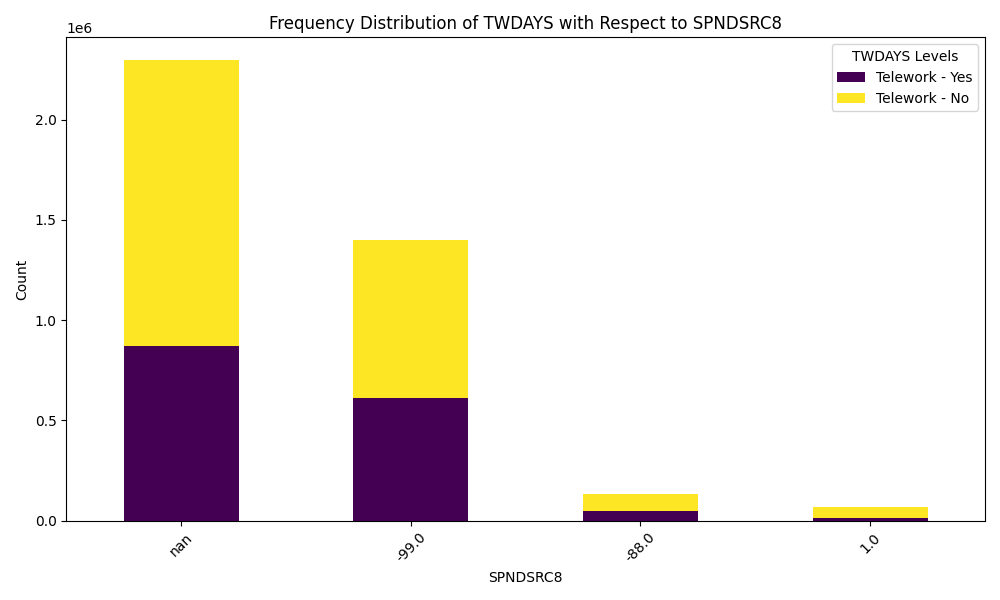 Frequency Distribution of TWDAYS with Respect to SPNDSRC8
1e6
TWDAYS Levels
Telework - Yes
Telework - No
2.0
1.5
1.0
0.5
0.0
Count
nan
-99.0
-88.0
1.0
SPNDSRC8